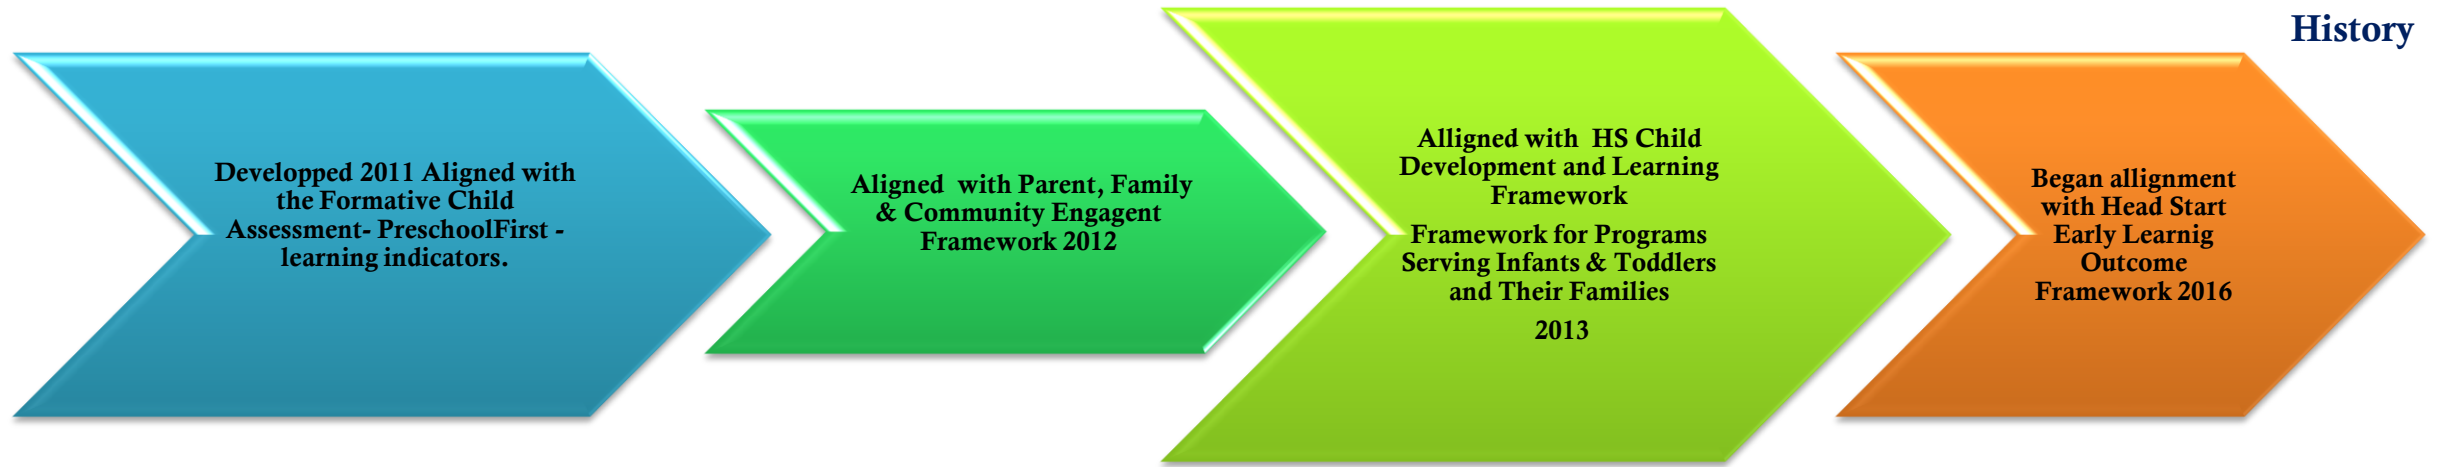 History
Developped 2011 Aligned with
the Formative Child
Assessment- PreschoolFirst -
learning indicators.
Aligned  with Parent, Family
& Community Engagent
Framework 2012
Alligned with  HS Child
Development and Learning
Framework
Framework for Programs
Serving Infants & Toddlers
and Their Families
2013
Began allignment
with Head Start
Early Learnig
Outcome
Framework 2016